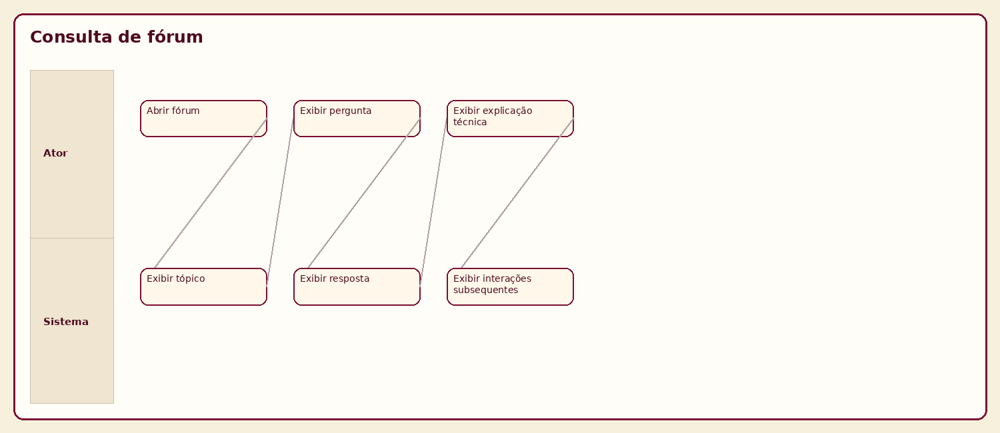 Consulta de fórum
Ator
Abrir fórum
Exibir pergunta
Exibir explicação
técnica
Sistema
Exibir tópico
Exibir resposta
Exibir interações
subsequentes